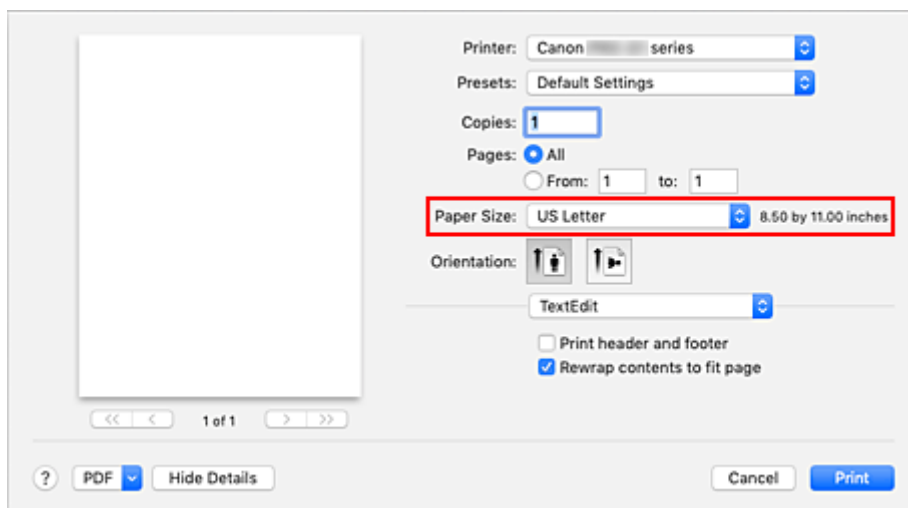 Printer: Canon series
Presets: Default Settings
Copies: 1
Pages: All
From: 1 to: 1
Paper Size: US Letter 8.50 by 11.00 inches
Orientation:
TextEdit
Print header and footer
Rewrap contents to fit page
<< < 1 of 1 > >>
? PDF Hide Details Cancel Print